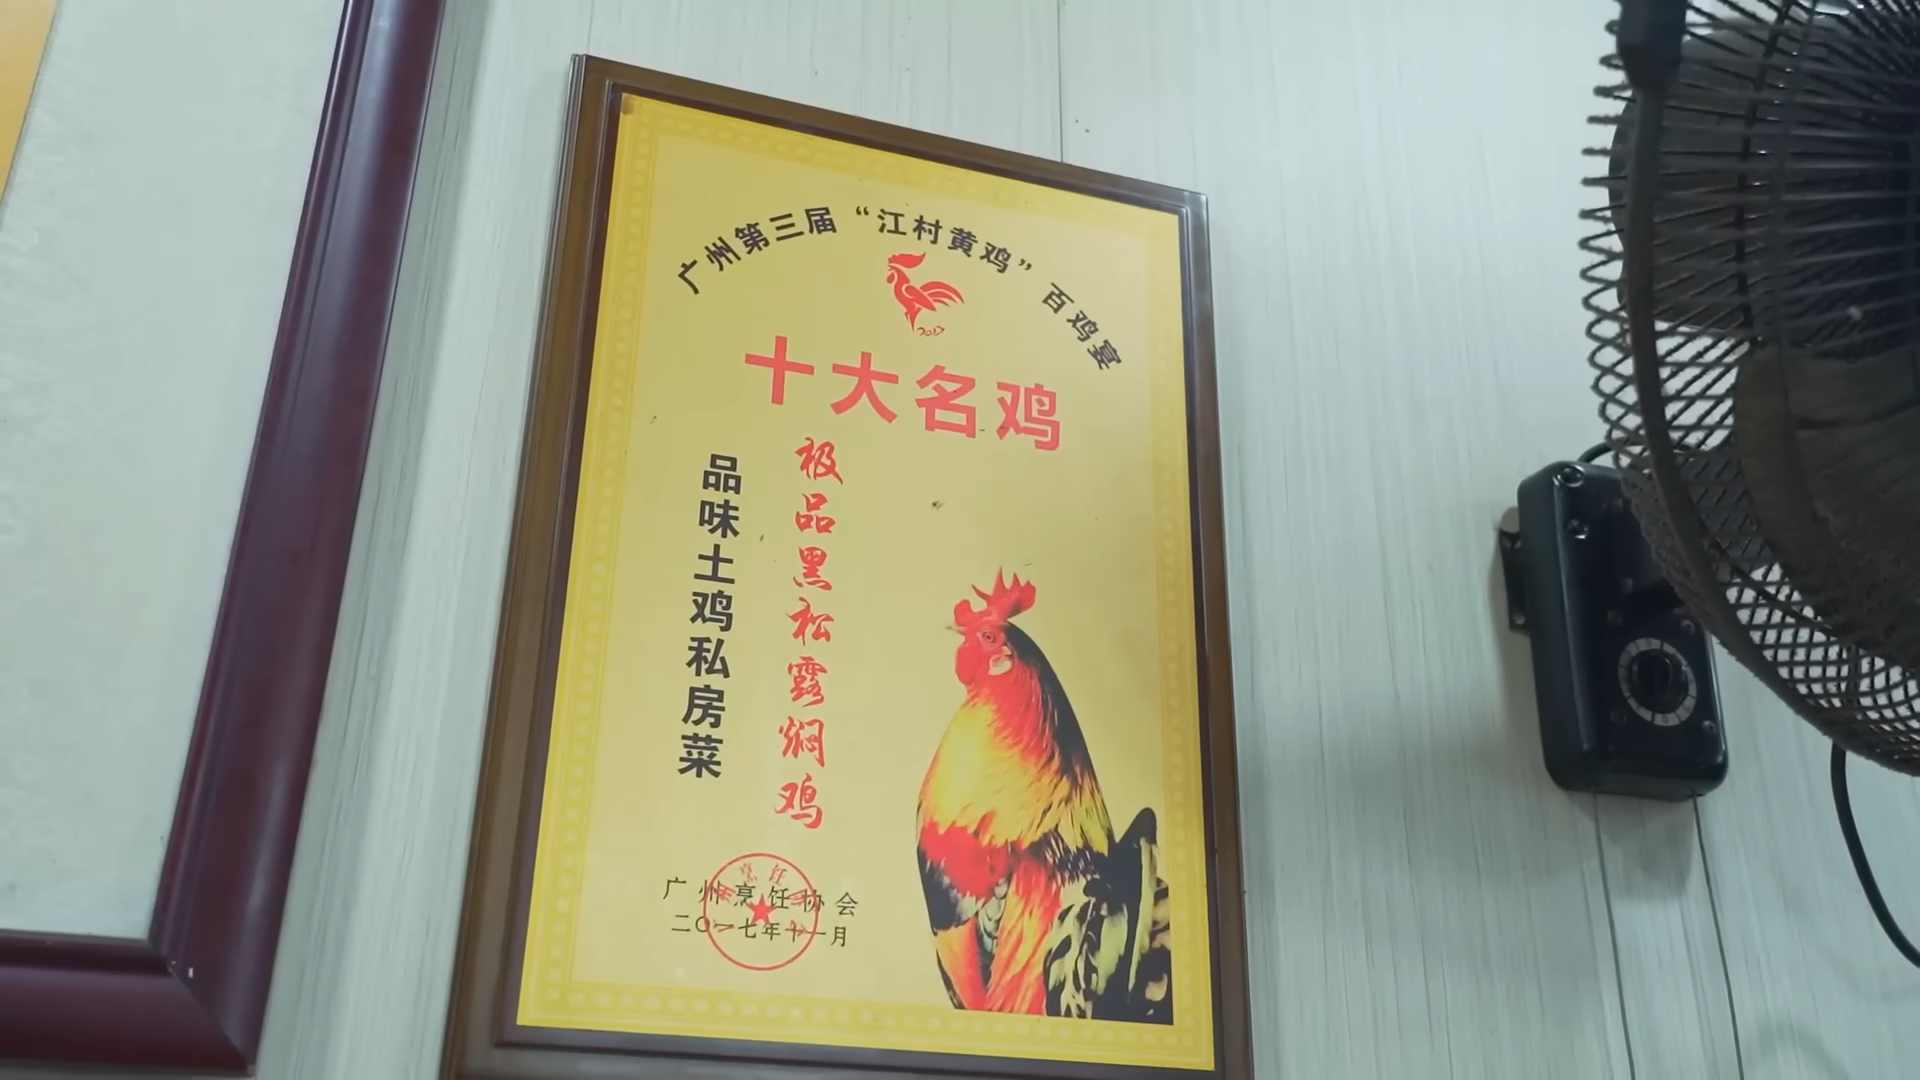 广州第三届“江村黄鸡”百鸡宴
2017
十大名鸡
极品黑松露焖鸡
品味土鸡私房菜
广州烹饪协会
二〇一七年十一月